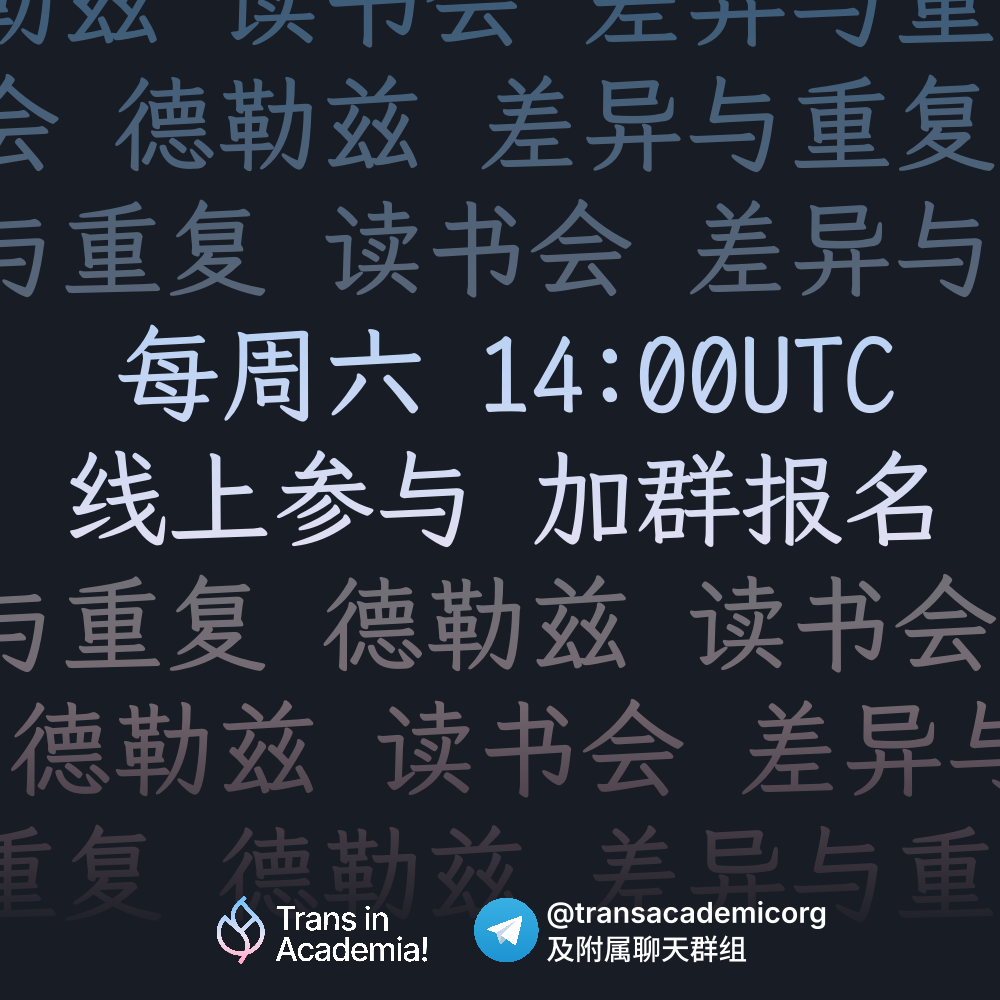 勒兹 读书会 差异与重
会 德勒兹 差异与重复
与重复 读书会 差异与
每周六 14:00UTC
线上参与 加群报名
与重复 德勒兹 读书会
德勒兹 读书会 差异与
重复 德勒兹 差异与重
Trans in
Academia!
@transacademicorg
及附属聊天群组